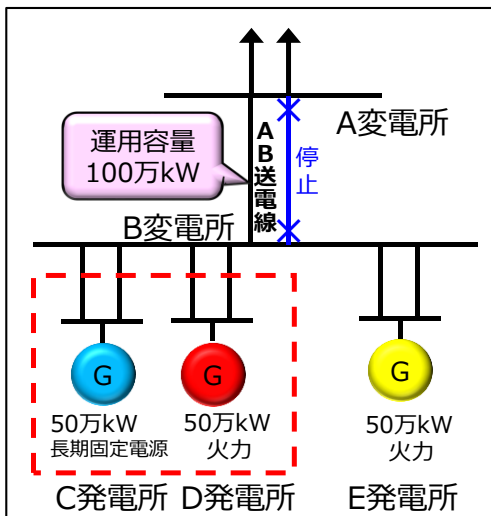 A変電所
運用容量
100万kW
AB送電線
停止
B変電所
G
G
G
50万kW
長期固定電源
50万kW
火力
50万kW
火力
C発電所
D発電所
E発電所